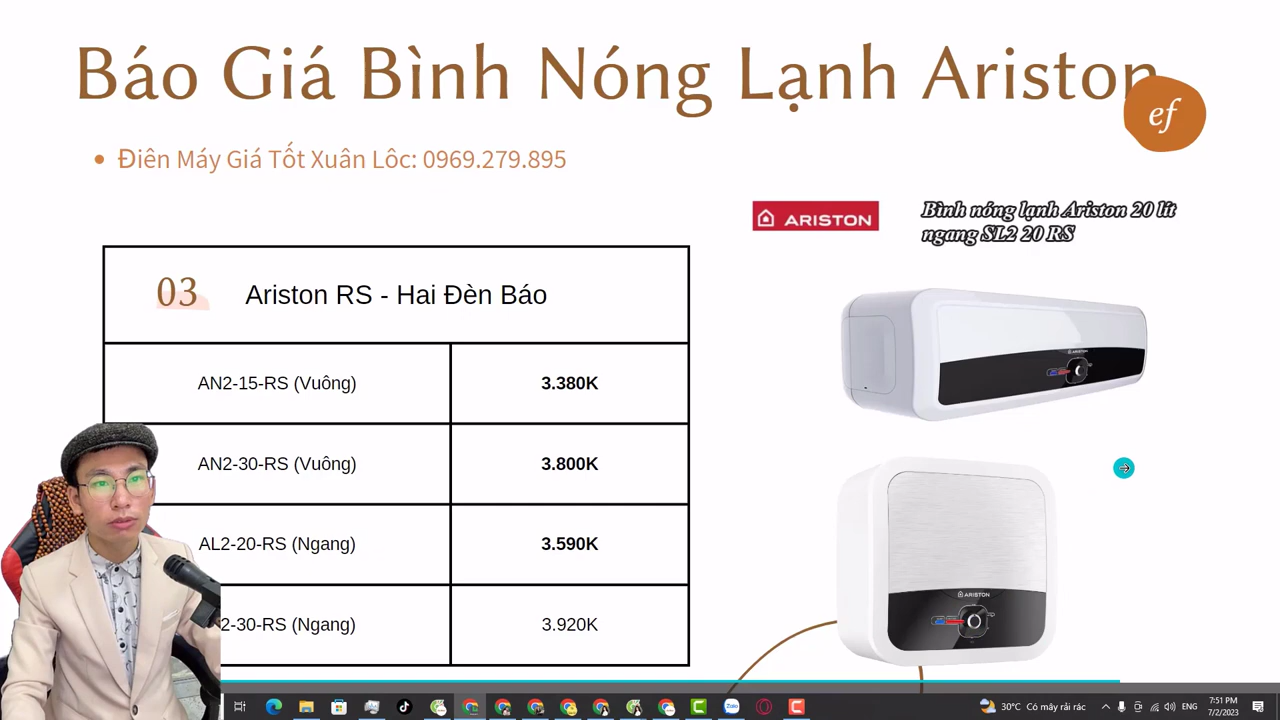 Báo Giá Bình Nóng Lạnh Ariston
ef
Điên Máy Giá Tốt Xuân Lôc: 0969.279.895
ARISTON
Bình nóng lạnh Ariston 20 lít
ngang SL2 20 RS
03 Ariston RS - Hai Đèn Báo
AN2-15-RS (Vuông) 3.380K
AN2-30-RS (Vuông) 3.800K
AL2-20-RS (Ngang) 3.590K
2-30-RS (Ngang) 3.920K
ARISTON
ARISTON
Zalo
30°C Có mây rải rác
ENG
7:51 PM
7/2/2023